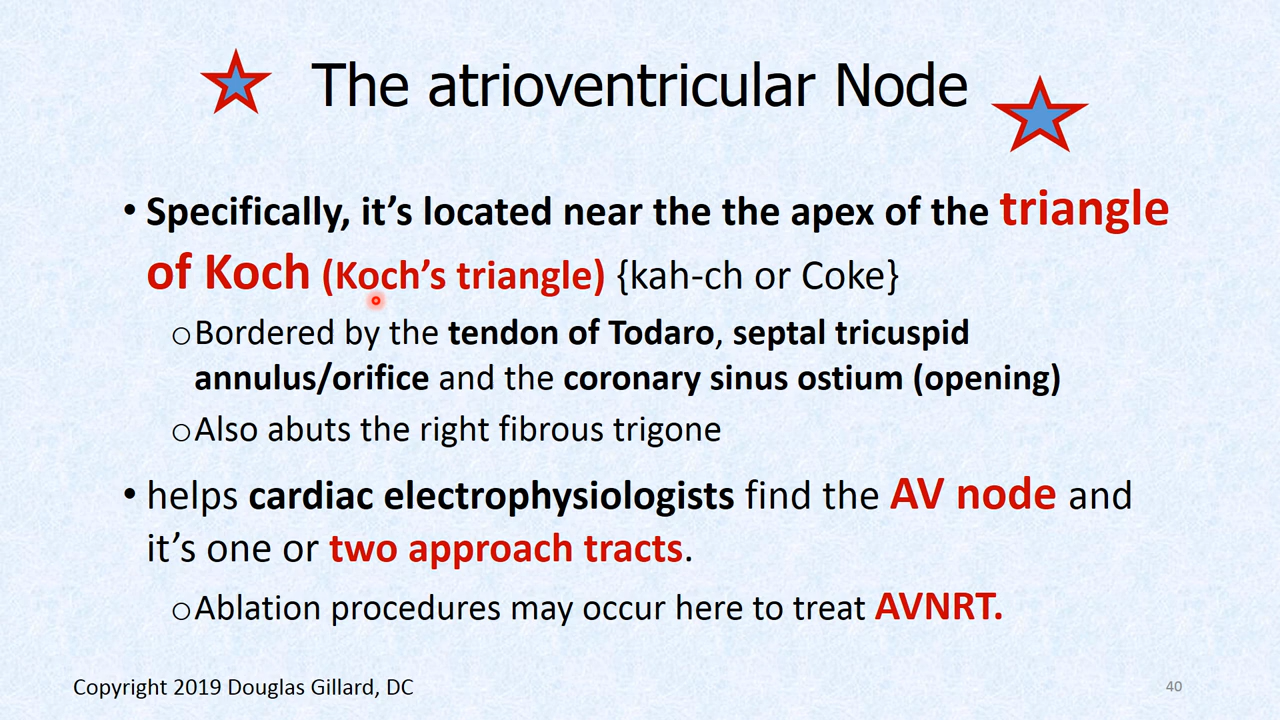 The atrioventricular Node
• Specifically, it's located near the the apex of the triangle
of Koch (Koch's triangle) {kah-ch or Coke}
○Bordered by the tendon of Todaro, septal tricuspid
annulus/orifice and the coronary sinus ostium (opening)
○Also abuts the right fibrous trigone
• helps cardiac electrophysiologists find the AV node and
it's one or two approach tracts.
○Ablation procedures may occur here to treat AVNRT.
Copyright 2019 Douglas Gillard, DC
40